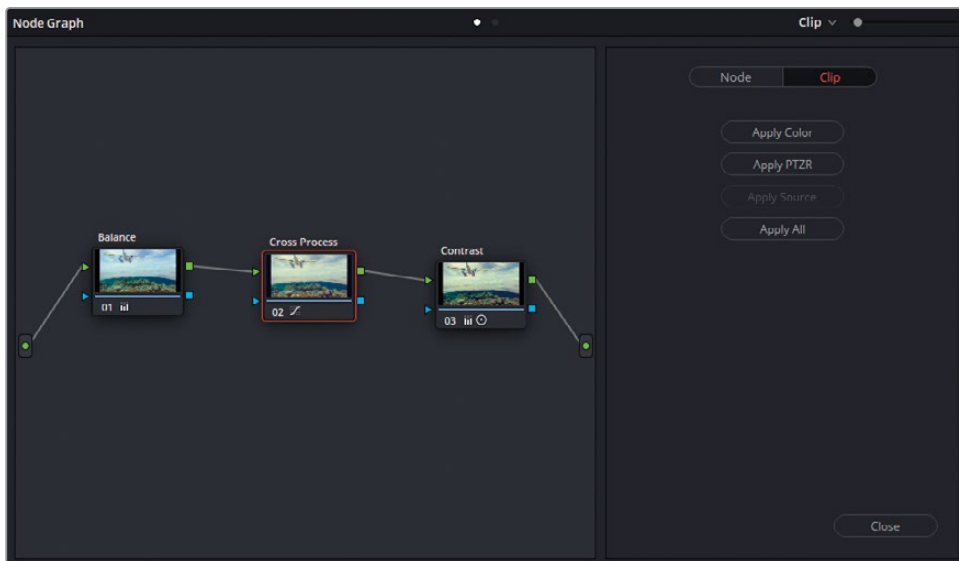 Node Graph
Clip
Node Clip
Apply Color
Apply PTZR
Apply Source
Apply All
Balance
01
Cross Process
02
Contrast
03
Close